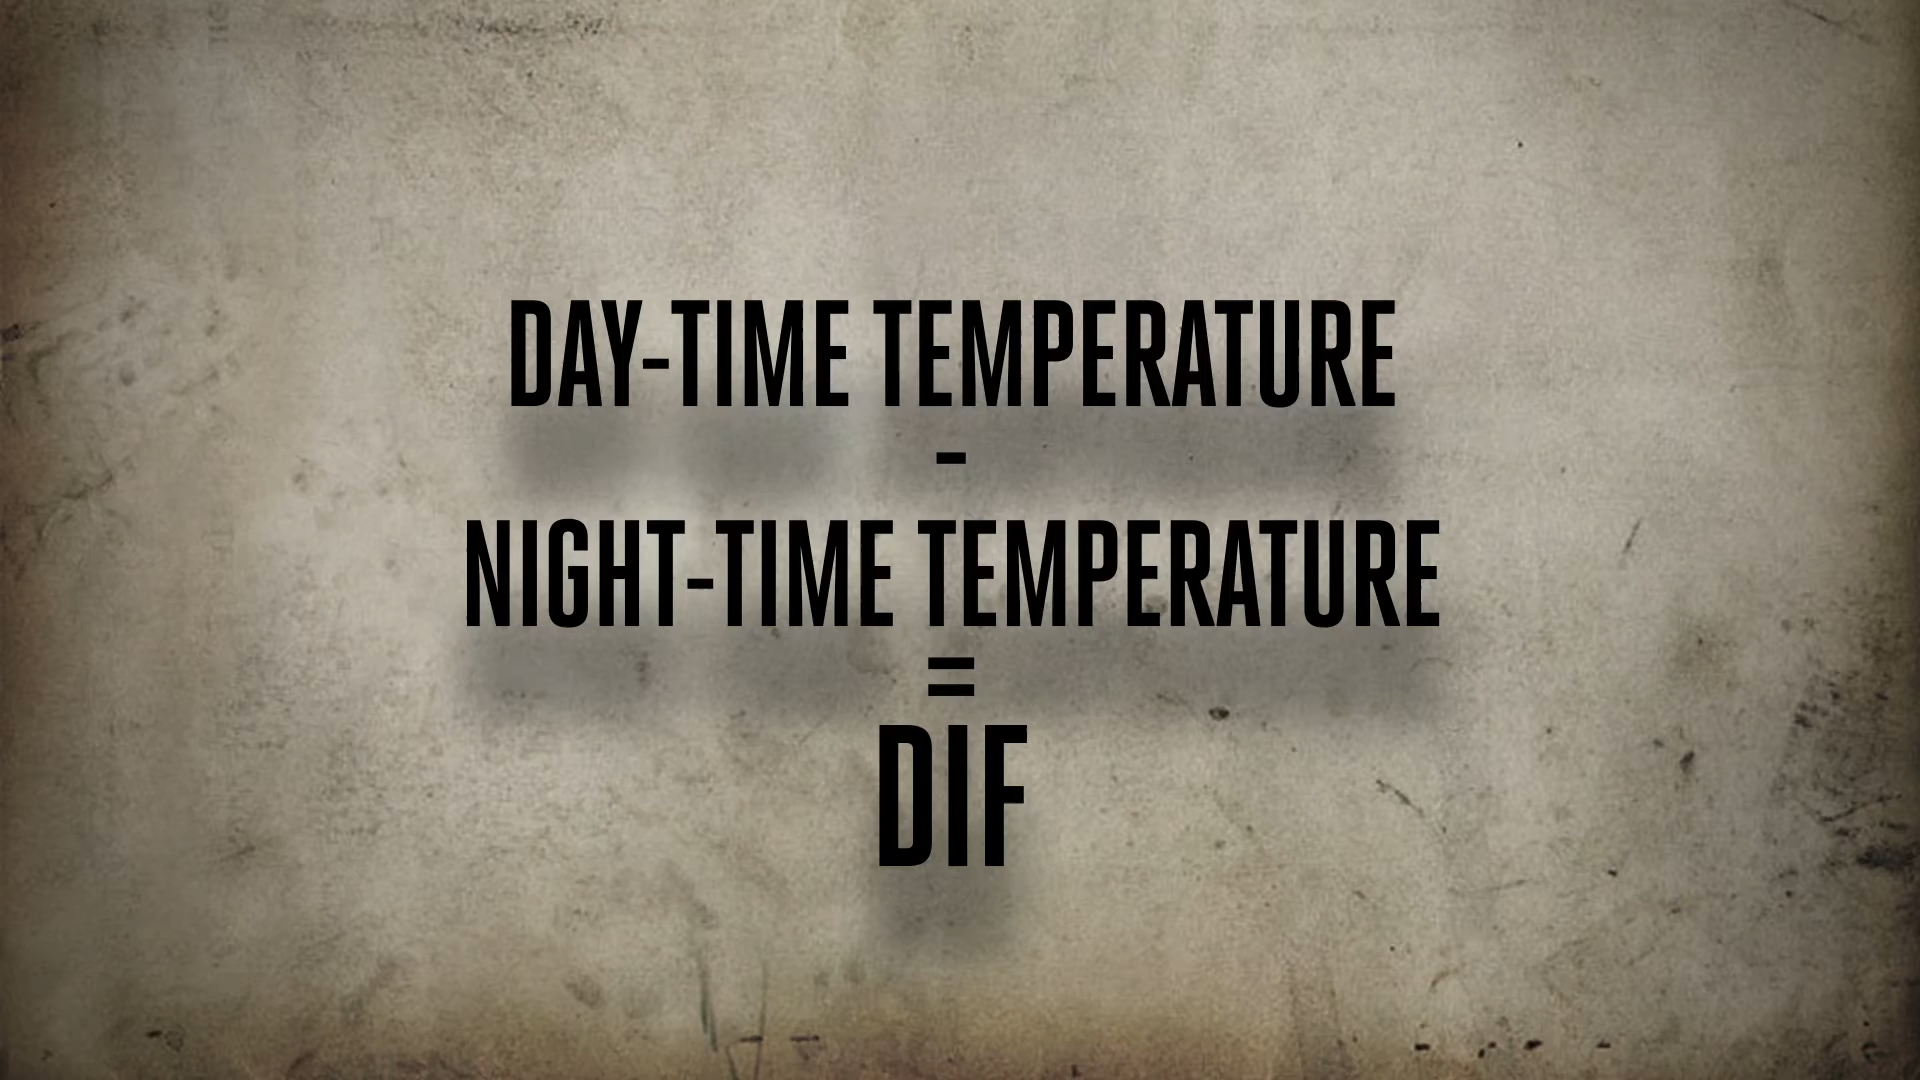 DAY-TIME TEMPERATURE
-
NIGHT-TIME TEMPERATURE
=
DIF